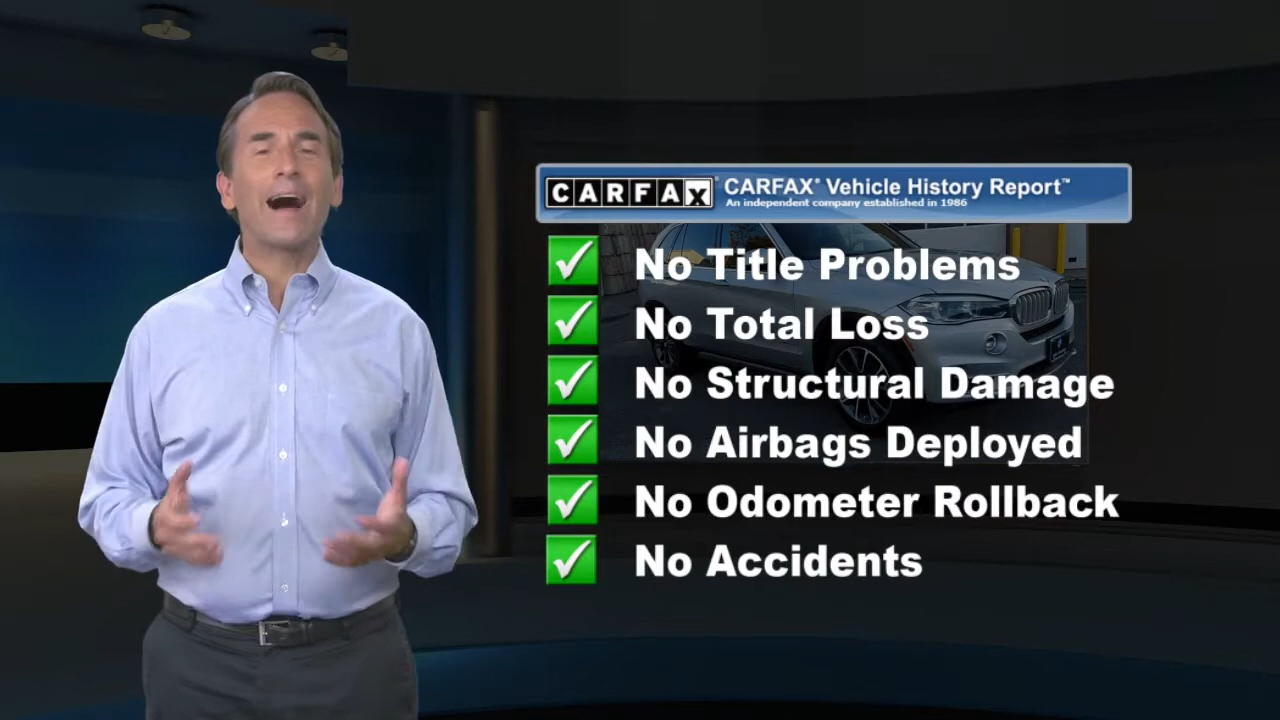 CARFAX® CARFAX® Vehicle History Report™
An independent company established in 1986
No Title Problems
No Total Loss
No Structural Damage
No Airbags Deployed
No Odometer Rollback
No Accidents